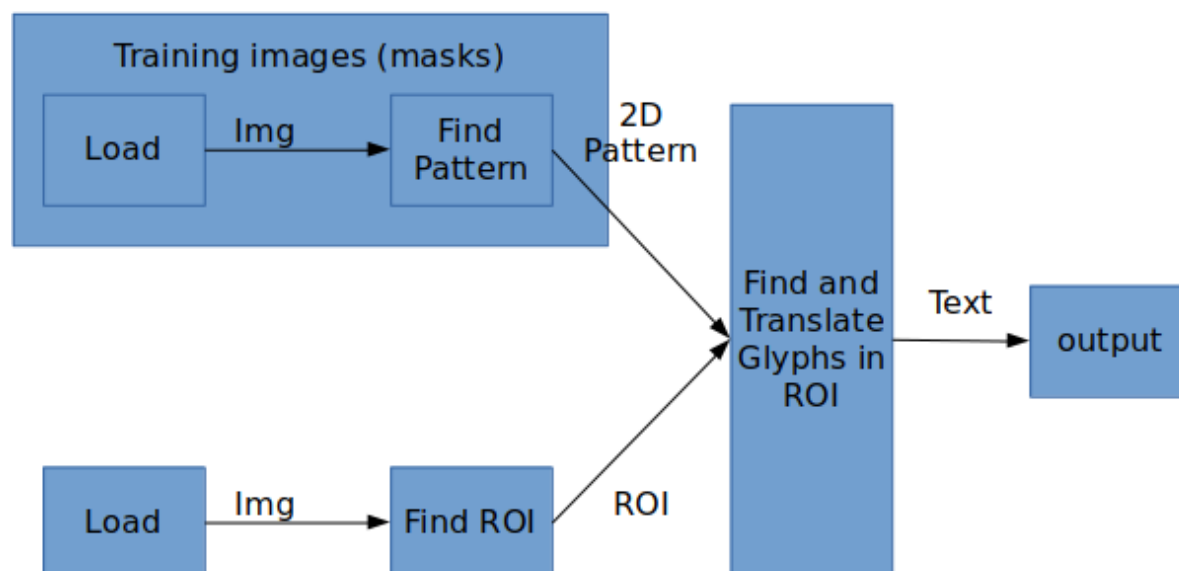 Training images (masks)
Load
Img
Find
Pattern
2D
Pattern
Find and
Translate
Glyphs in
ROI
Text
output
Load
Img
Find ROI
ROI